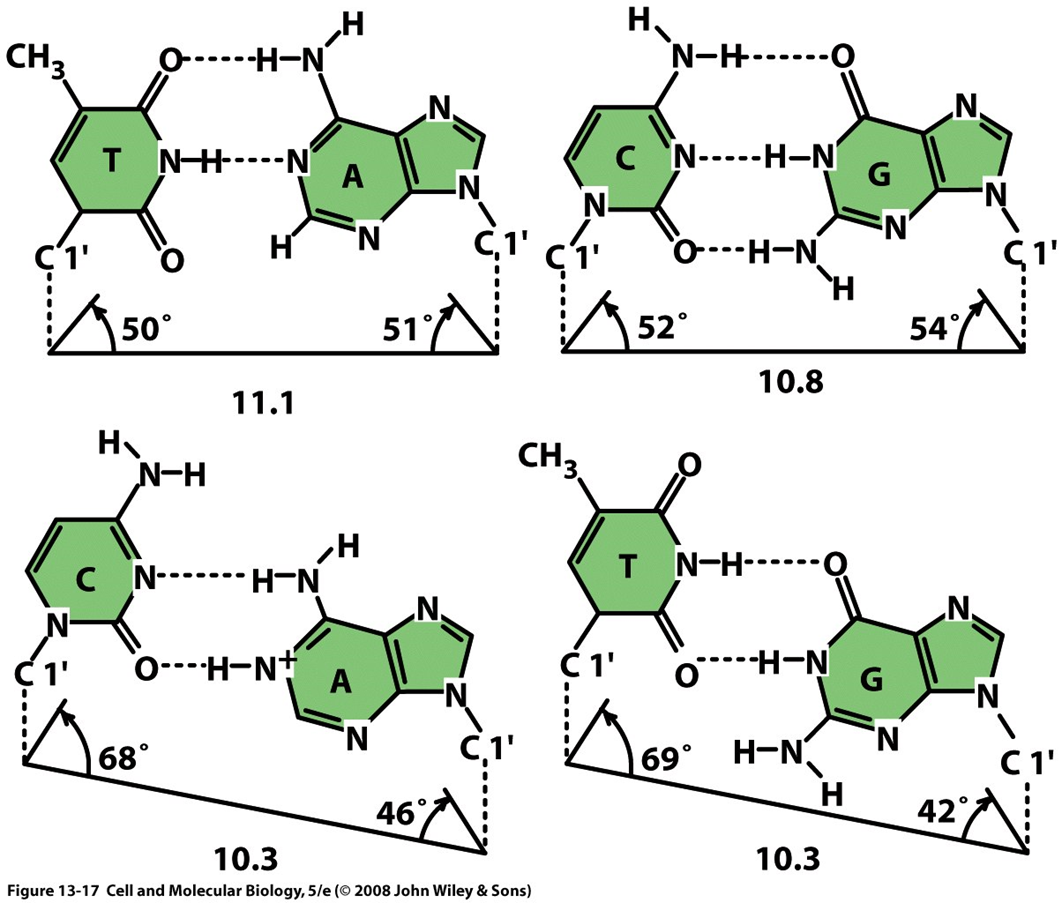 CH3 O H N H
T N H N A N N
H N
C 1' O C 1'
50° 51°
11.1
H N H O
C N H N G N N
N O H N N
C 1' H C 1'
52° 54°
10.8
H N H
C N H N H
N O H N+ A N N
C 1' N C 1'
68° 46°
10.3
CH3 O
T N H O
C 1' O H N G N N
H N N
H C 1'
69° 42°
10.3
Figure 13-17 Cell and Molecular Biology, 5/e (© 2008 John Wiley & Sons)